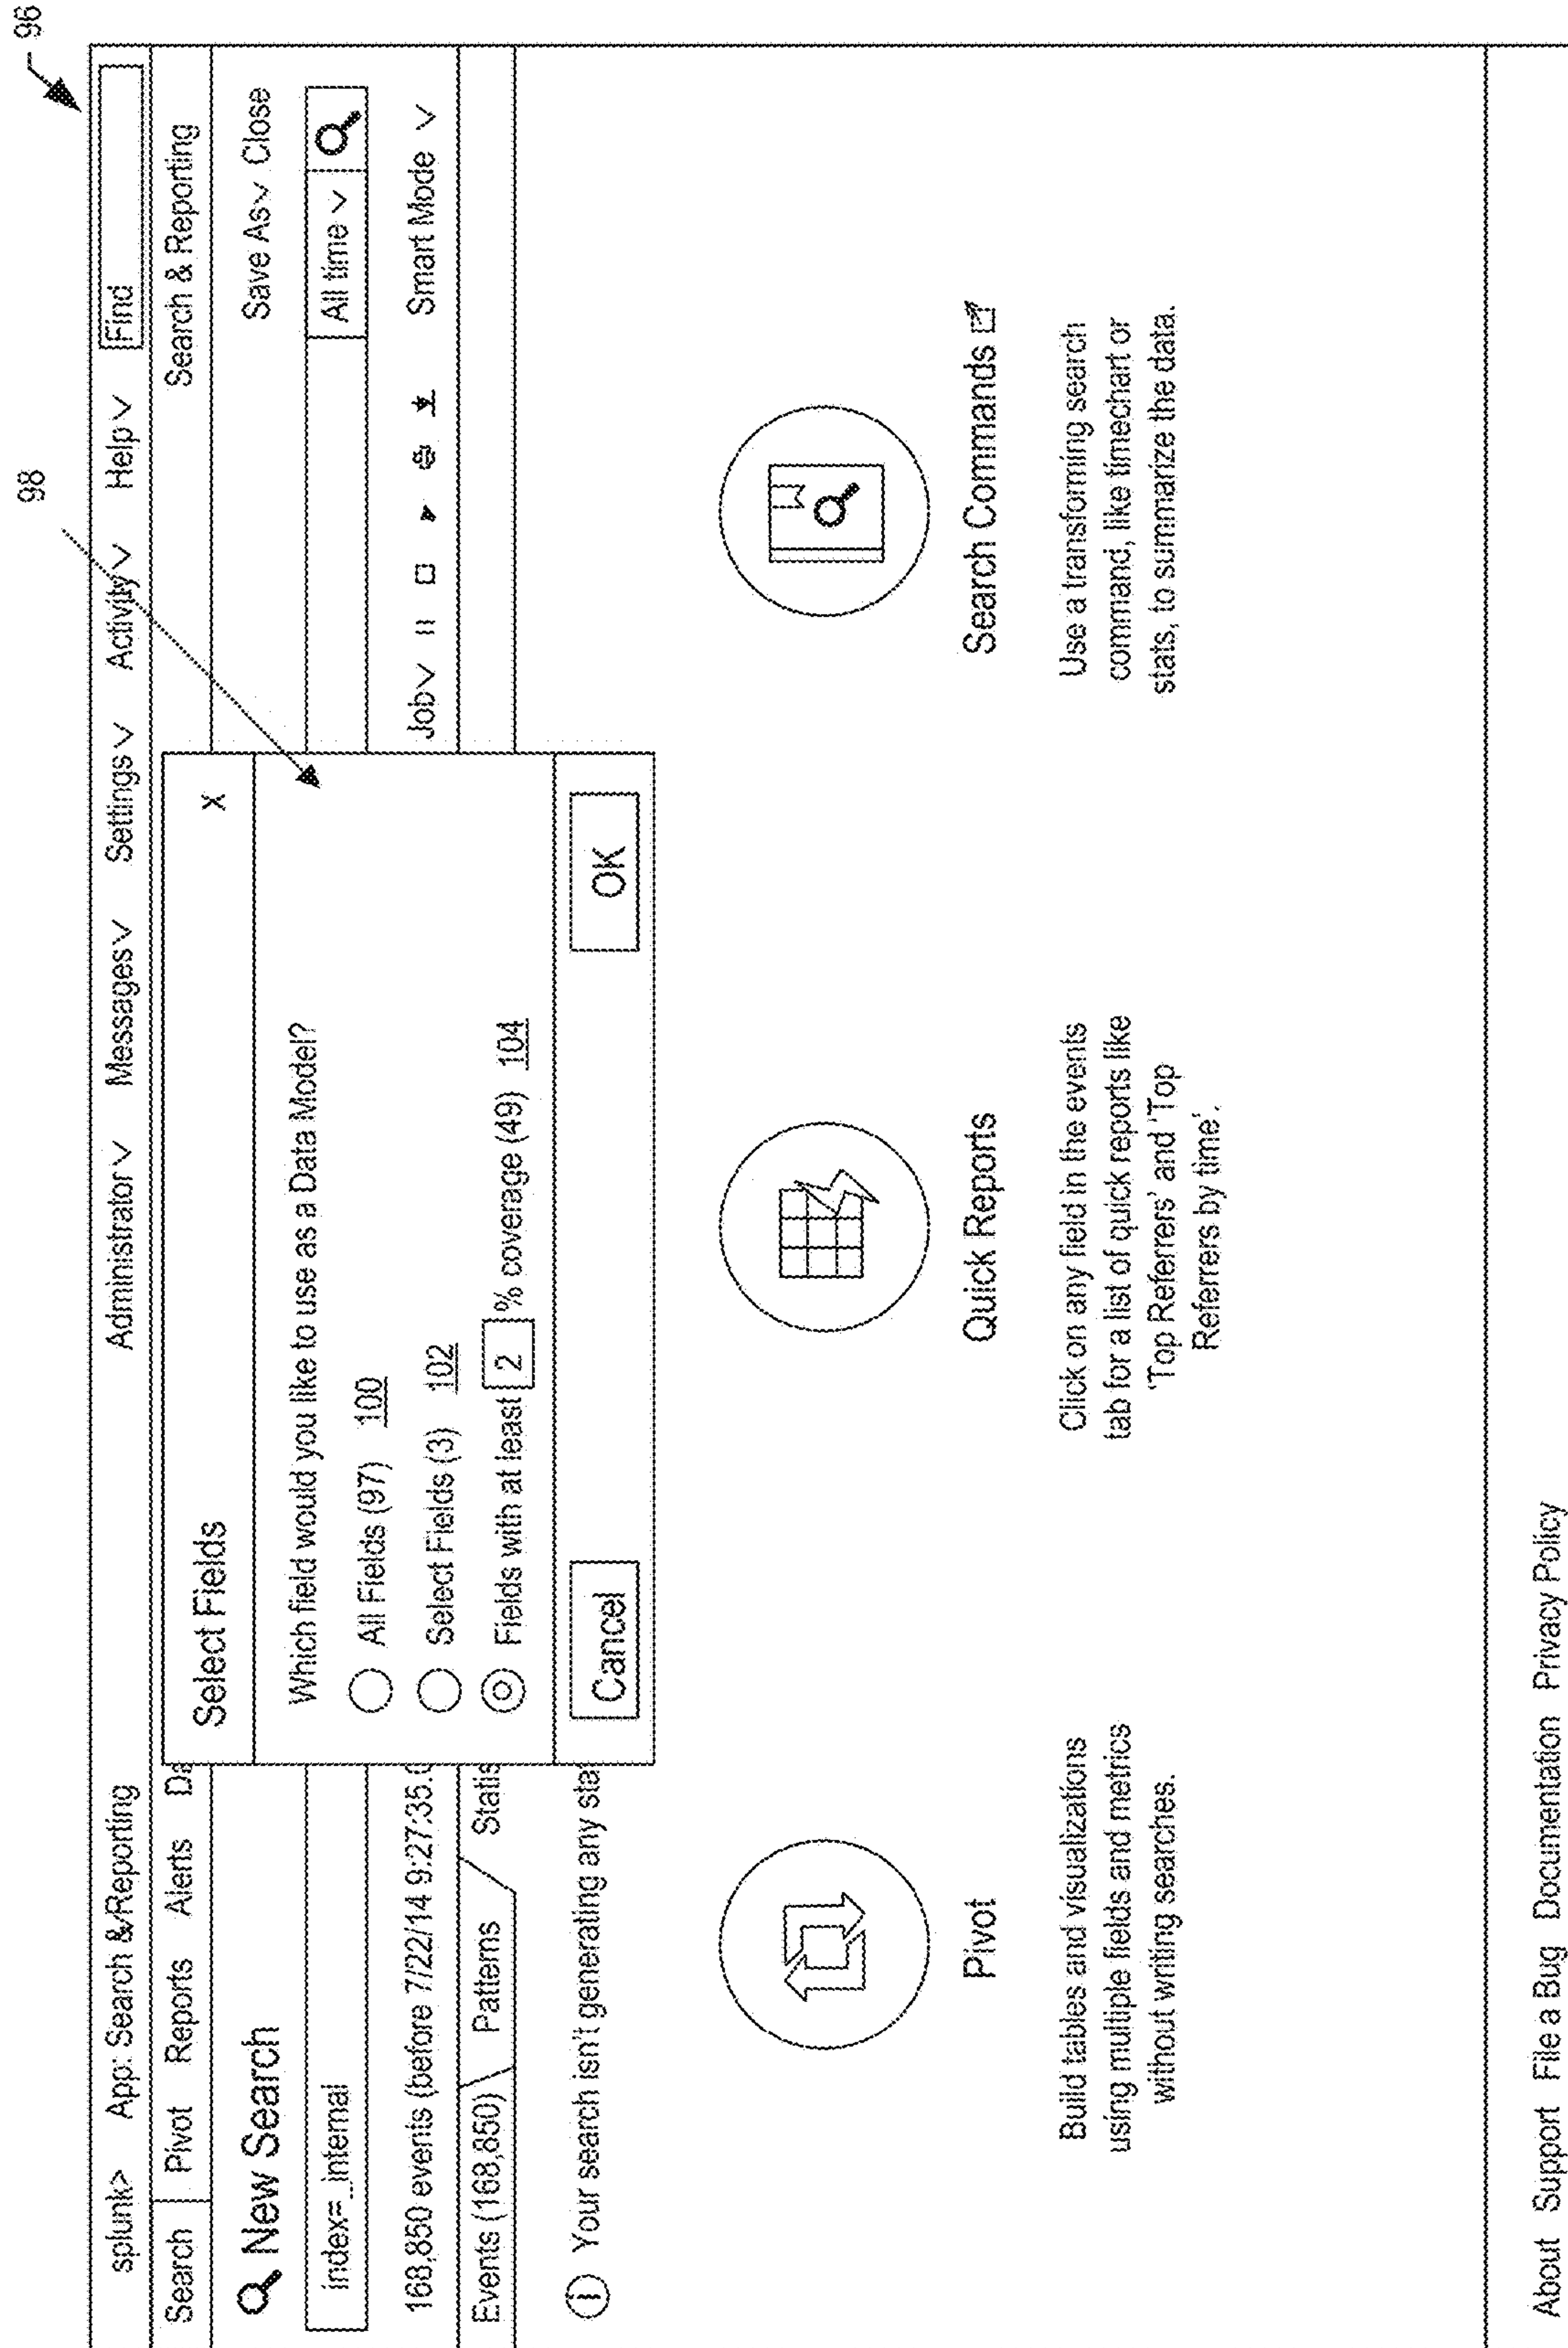 96
98
splunk> App: Search &Reporting Administrator Messages Settings Activity Help Find
Search Pivot Reports Alerts Da Search & Reporting
New Search Save As Close
index=_internal All time
168,850 events (before 7/22/14 9:27:35.0 Job Smart Mode
Events (168,850) Patterns Statis
Your search isn't generating any sta
Select Fields X
Which field would you like to use as a Data Model?
All Fields (97) 100
Select Fields (3) 102
Fields with at least 2 % coverage (49) 104
Cancel OK
Pivot
Build tables and visualizations
using multiple fields and metrics
without writing searches.
Quick Reports
Click on any field in the events
tab for a list of quick reports like
'Top Referrers' and 'Top
Referrers by time'.
Search Commands
Use a transforming search
command, like timechart or
stats, to summarize the data.
About Support File a Bug Documentation Privacy Policy